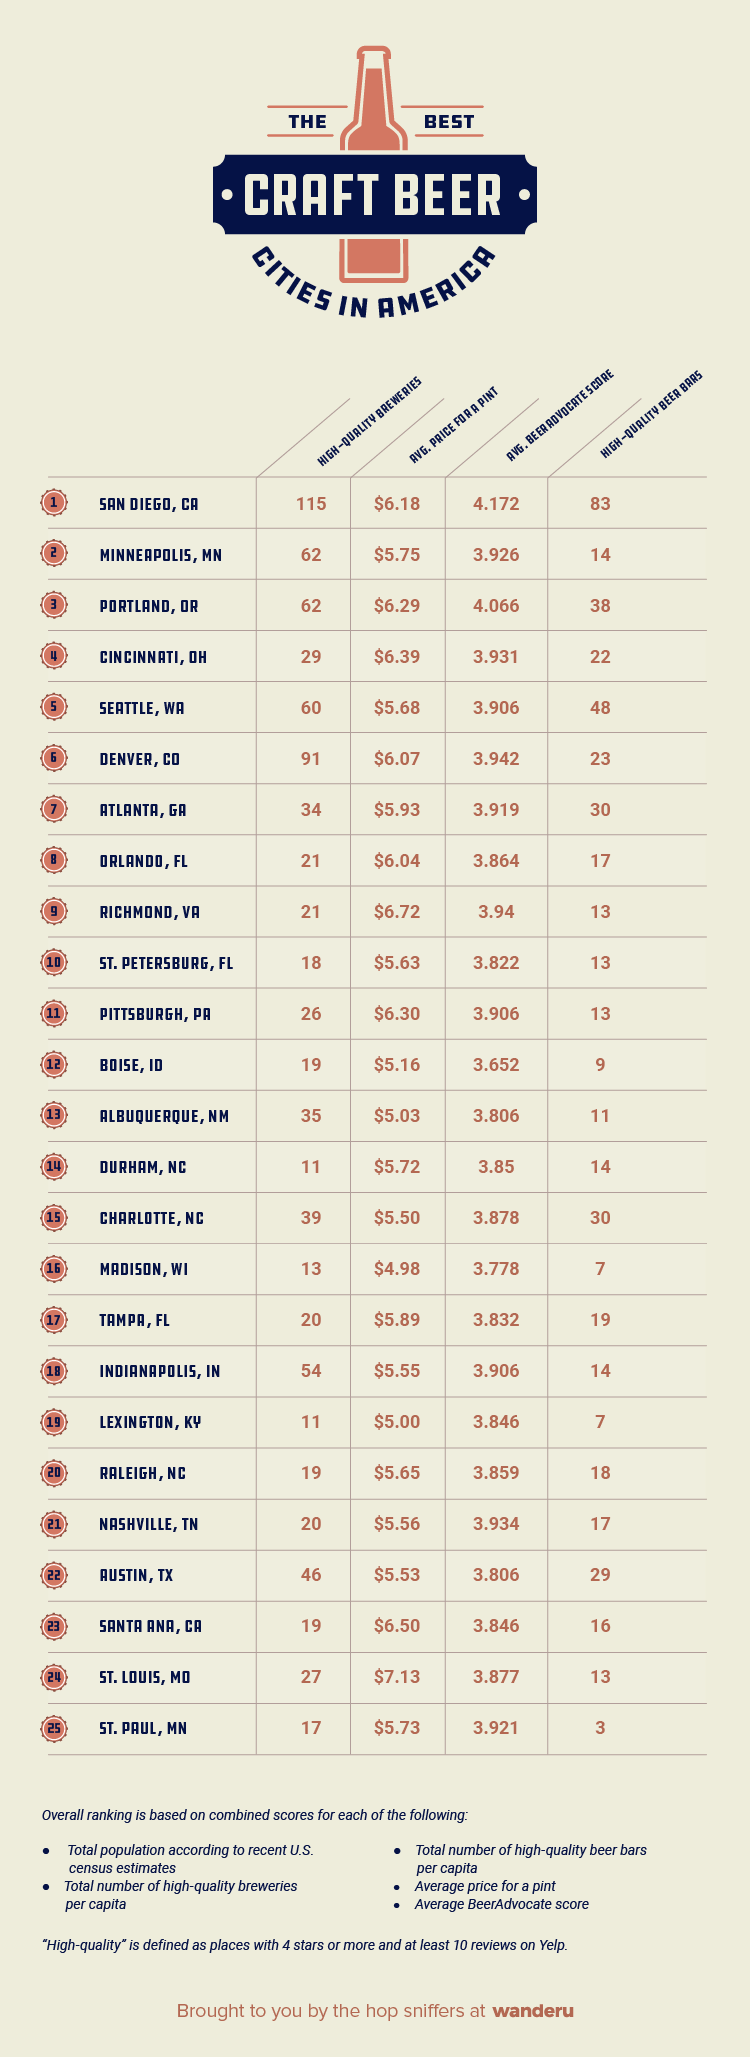 THE BEST
CRAFT BEER
CITIES IN AMERICA
HIGH-QUALITY BREWERIES
AVG. PRICE FOR A PINT
AVG. BEERADVOCATE SCORE
HIGH-QUALITY BEER BARS
1 SAN DIEGO, CA 115 $6.18 4.172 83
2 MINNEAPOLIS, MN 62 $5.75 3.926 14
3 PORTLAND, OR 62 $6.29 4.066 38
4 CINCINNATI, OH 29 $6.39 3.931 22
5 SEATTLE, WA 60 $5.68 3.906 48
6 DENVER, CO 91 $6.07 3.942 23
7 ATLANTA, GA 34 $5.93 3.919 30
8 ORLANDO, FL 21 $6.04 3.864 17
9 RICHMOND, VA 21 $6.72 3.94 13
10 ST. PETERSBURG, FL 18 $5.63 3.822 13
11 PITTSBURGH, PA 26 $6.30 3.906 13
12 BOISE, ID 19 $5.16 3.652 9
13 ALBUQUERQUE, NM 35 $5.03 3.806 11
14 DURHAM, NC 11 $5.72 3.85 14
15 CHARLOTTE, NC 39 $5.50 3.878 30
16 MADISON, WI 13 $4.98 3.778 7
17 TAMPA, FL 20 $5.89 3.832 19
18 INDIANAPOLIS, IN 54 $5.55 3.906 14
19 LEXINGTON, KY 11 $5.00 3.846 7
20 RALEIGH, NC 19 $5.65 3.859 18
21 NASHVILLE, TN 20 $5.56 3.934 17
22 AUSTIN, TX 46 $5.53 3.806 29
23 SANTA ANA, CA 19 $6.50 3.846 16
24 ST. LOUIS, MO 27 $7.13 3.877 13
25 ST. PAUL, MN 17 $5.73 3.921 3
Overall ranking is based on combined scores for each of the following:
● Total population according to recent U.S.
census estimates
● Total number of high-quality breweries
per capita
● Total number of high-quality beer bars
per capita
● Average price for a pint
● Average BeerAdvocate score
“High-quality” is defined as places with 4 stars or more and at least 10 reviews on Yelp.
Brought to you by the hop sniffers at wanderu